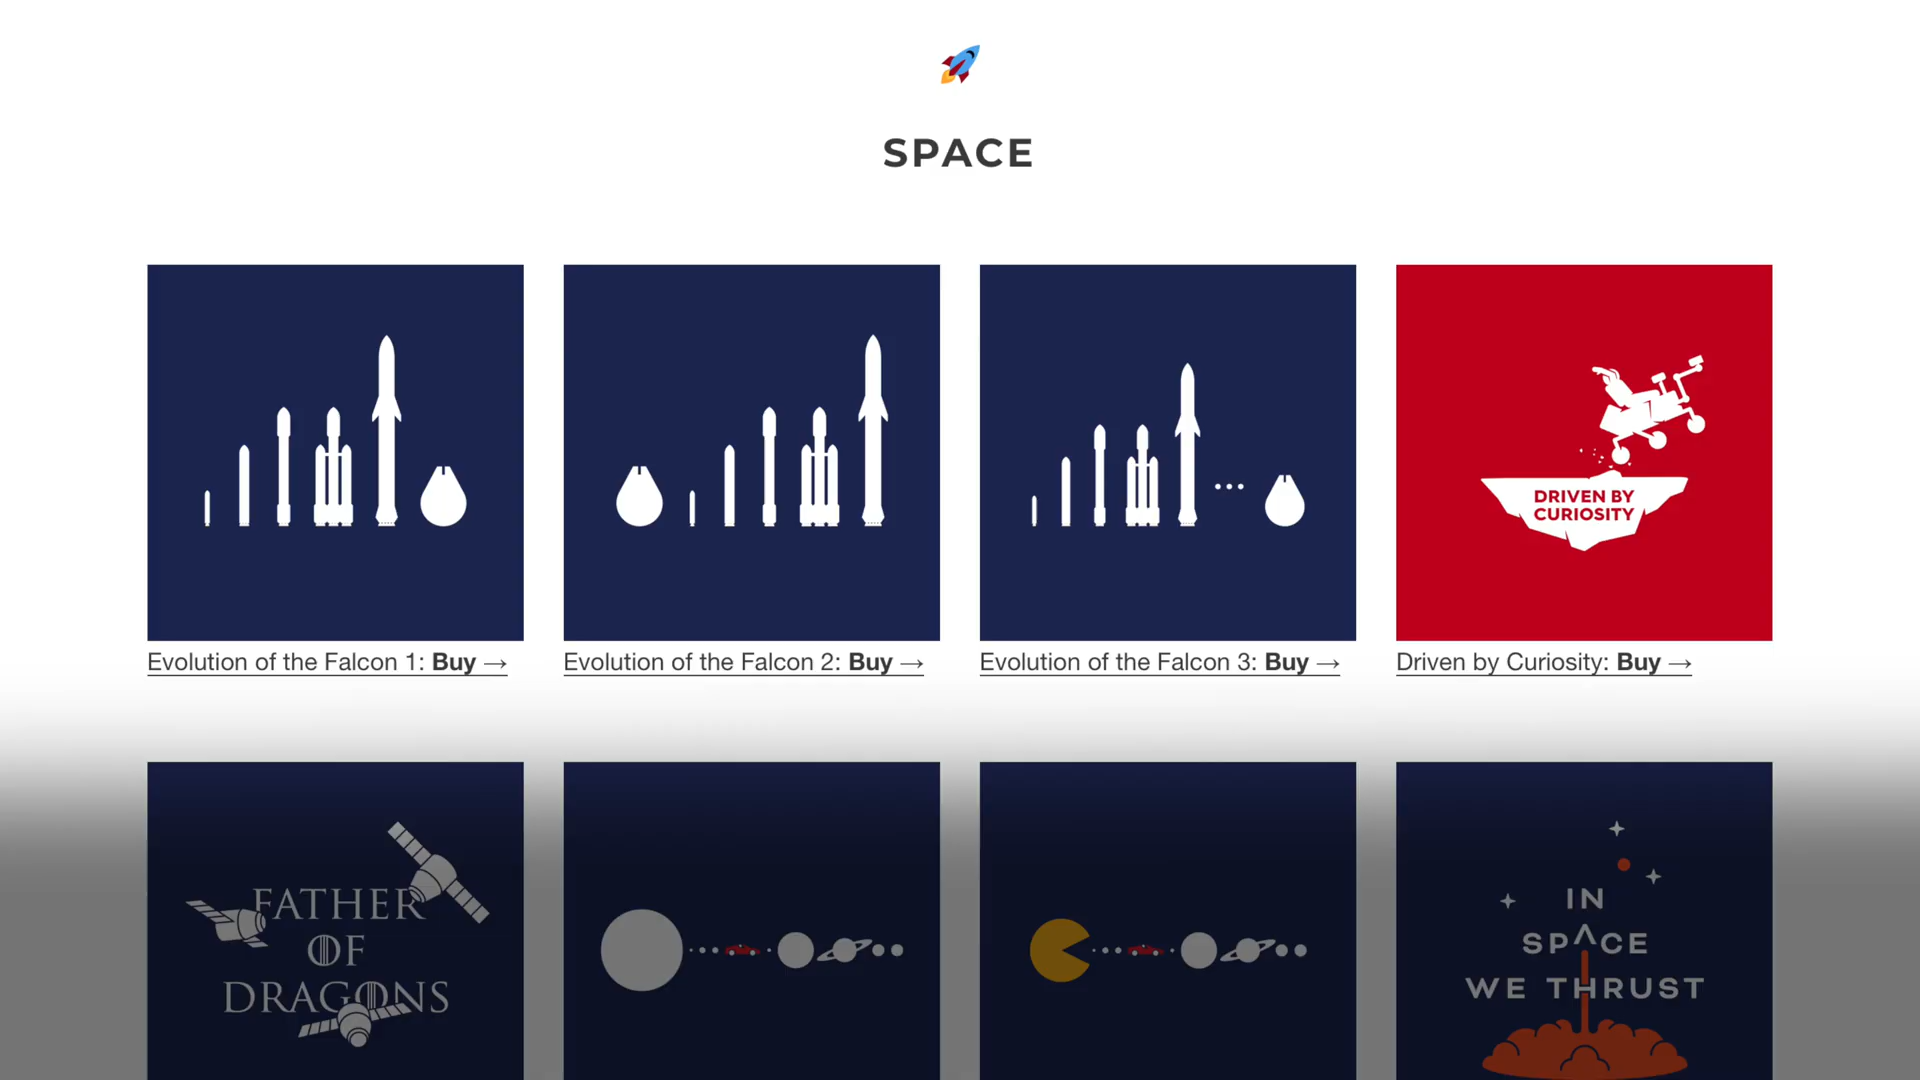 SPACE
DRIVEN BY
CURIOSITY
Evolution of the Falcon 1: Buy →
Evolution of the Falcon 2: Buy →
Evolution of the Falcon 3: Buy →
Driven by Curiosity: Buy →
FATHER
OF
DRAGONS
IN
SPACE
WE THRUST